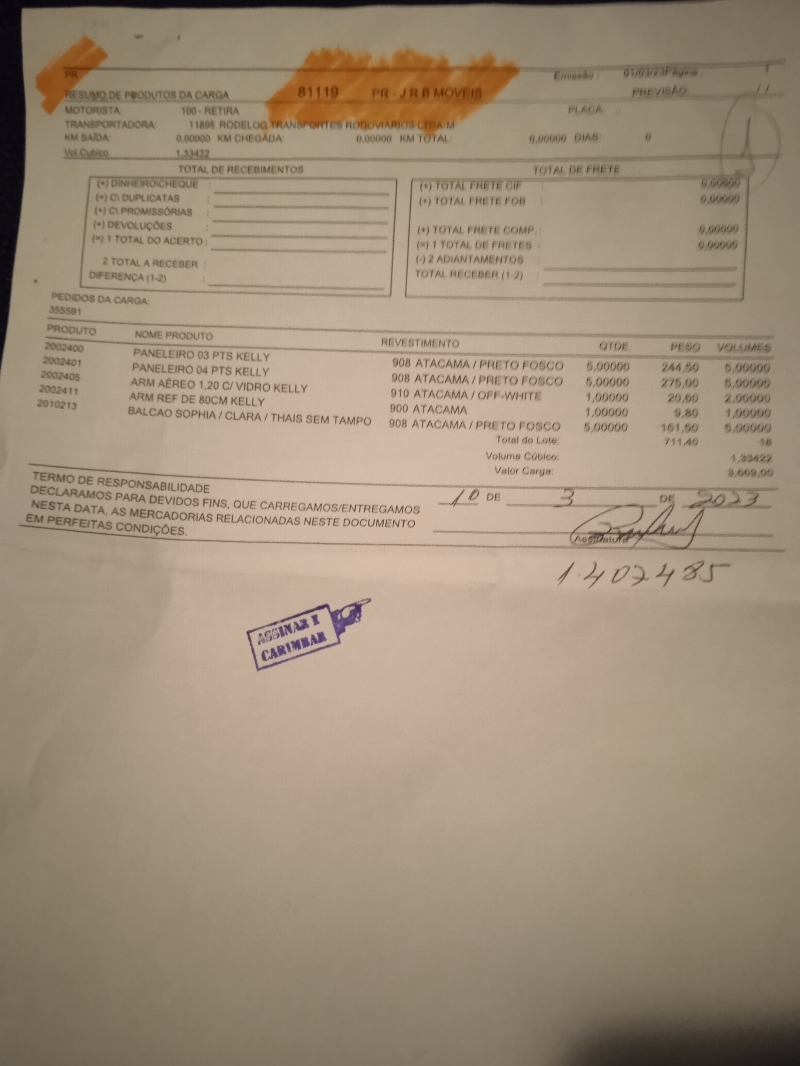 PR
Emissão : 01/03/23Página : 1
RESUMO DE PRODUTOS DA CARGA 81119 PR - J R B MOVEIS PREVISÃO / /
MOTORISTA: 100 - RETIRA PLACA:
TRANSPORTADORA: 11895 RODELOG TRANSPORTES RODOVIARIOS LTDA-M
KM SAÍDA: 0,00000 KM CHEGADA: 0,00000 KM TOTAL: 0,00000 DIAS: 0
Vol.Cubico. 1,33422
TOTAL DE RECEBIMENTOS
(+) DINHEIRO\CHEQUE :
(+) C\ DUPLICATAS :
(+) C\ PROMISSÓRIAS :
(+) DEVOLUÇÕES :
(=) 1 TOTAL DO ACERTO :
2 TOTAL A RECEBER :
DIFERENÇA (1-2) :
TOTAL DE FRETE
(+) TOTAL FRETE CIF : 0,00000
(+) TOTAL FRETE FOB : 0,00000
(+) TOTAL FRETE COMP. : 0,00000
(=) 1 TOTAL DE FRETES : 0,00000
(-) 2 ADIANTAMENTOS :
TOTAL RECEBER (1-2) :
PEDIDOS DA CARGA:
355591
PRODUTO NOME PRODUTO REVESTIMENTO QTDE. PESO VOLUMES
2002400 PANELEIRO 03 PTS KELLY 908 ATACAMA / PRETO FOSCO 5,00000 244,50 5,00000
2002401 PANELEIRO 04 PTS KELLY 908 ATACAMA / PRETO FOSCO 5,00000 275,00 5,00000
2002405 ARM AÉREO 1,20 C/ VIDRO KELLY 910 ATACAMA / OFF-WHITE 1,00000 20,60 2,00000
2002411 ARM REF DE 80CM KELLY 900 ATACAMA 1,00000 9,80 1,00000
2010213 BALCAO SOPHIA / CLARA / THAIS SEM TAMPO 908 ATACAMA / PRETO FOSCO 5,00000 161,50 5,00000
Total do Lote: 711,40 18
Volume Cúbico: 1,33422
Valor Carga: 3.669,00
TERMO DE RESPONSABILIDADE
DECLARAMOS PARA DEVIDOS FINS, QUE CARREGAMOS/ENTREGAMOS
NESTA DATA, AS MERCADORIAS RELACIONADAS NESTE DOCUMENTO
EM PERFEITAS CONDIÇÕES.
10 DE 3 DE 2023
Assinatura
1.407485
ASSINAR E
CARIMBAR